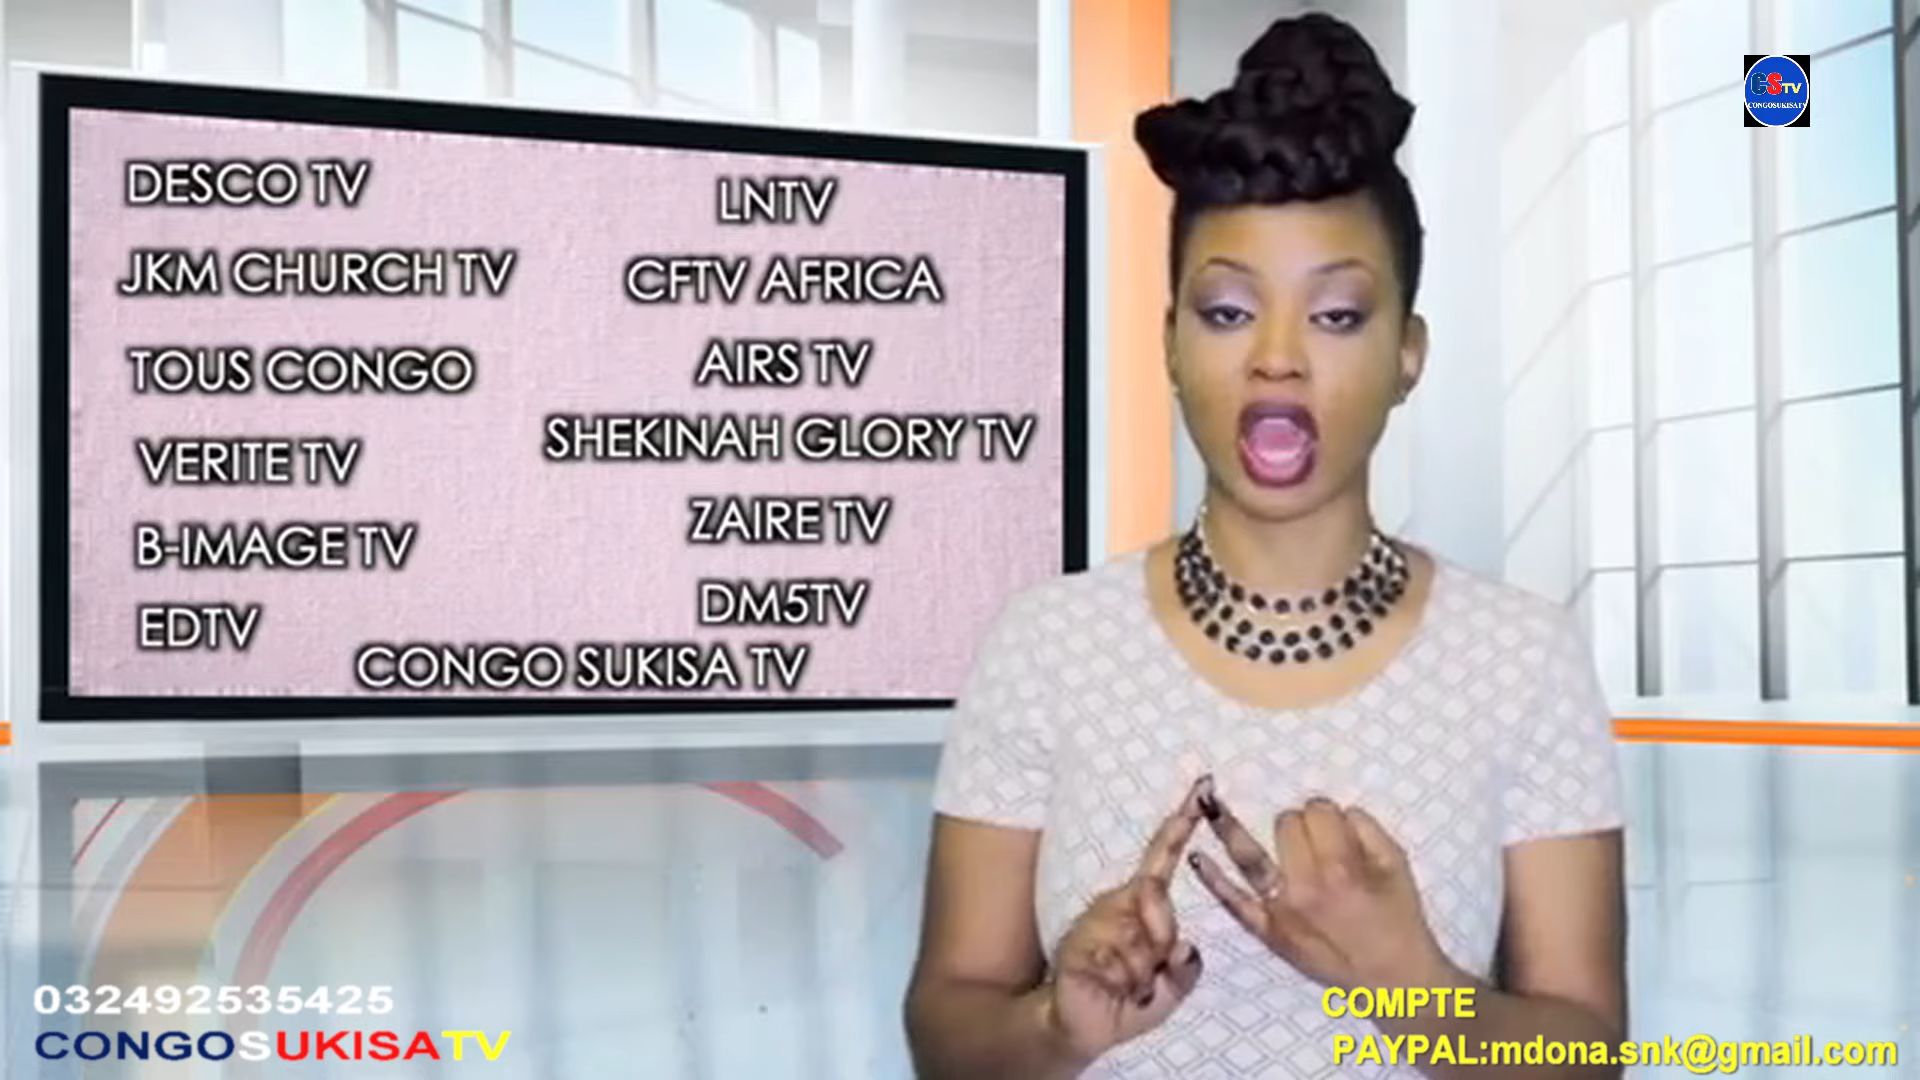 CSTV
CONGOSUKISATV
DESCO TV
JKM CHURCH TV
TOUS CONGO
VERITE TV
B-IMAGE TV
EDTV
LNTV
CFTV AFRICA
AIRS TV
SHEKINAH GLORY TV
ZAIRE TV
DM5TV
CONGO SUKISA TV
032492535425
CONGOSUKISATV
COMPTE
PAYPAL:mdona.snk@gmail.com